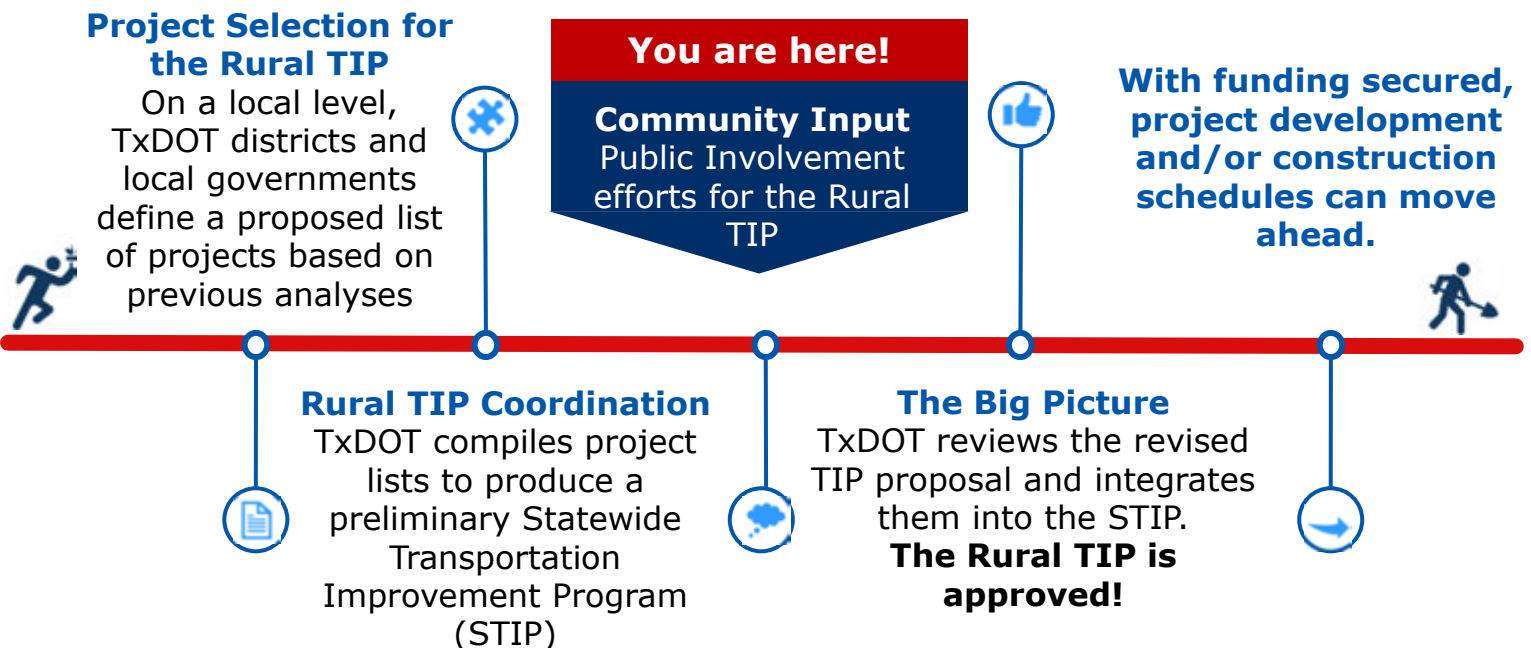 Project Selection for
the Rural TIP
On a local level,
TxDOT districts and
local governments
define a proposed list
of projects based on
previous analyses
Rural TIP Coordination
TxDOT compiles project
lists to produce a
preliminary Statewide
Transportation
Improvement Program
(STIP)
You are here!
Community Input
Public Involvement
efforts for the Rural
TIP
The Big Picture
TxDOT reviews the revised
TIP proposal and integrates
them into the STIP.
The Rural TIP is
approved!
With funding secured,
project development
and/or construction
schedules can move
ahead.